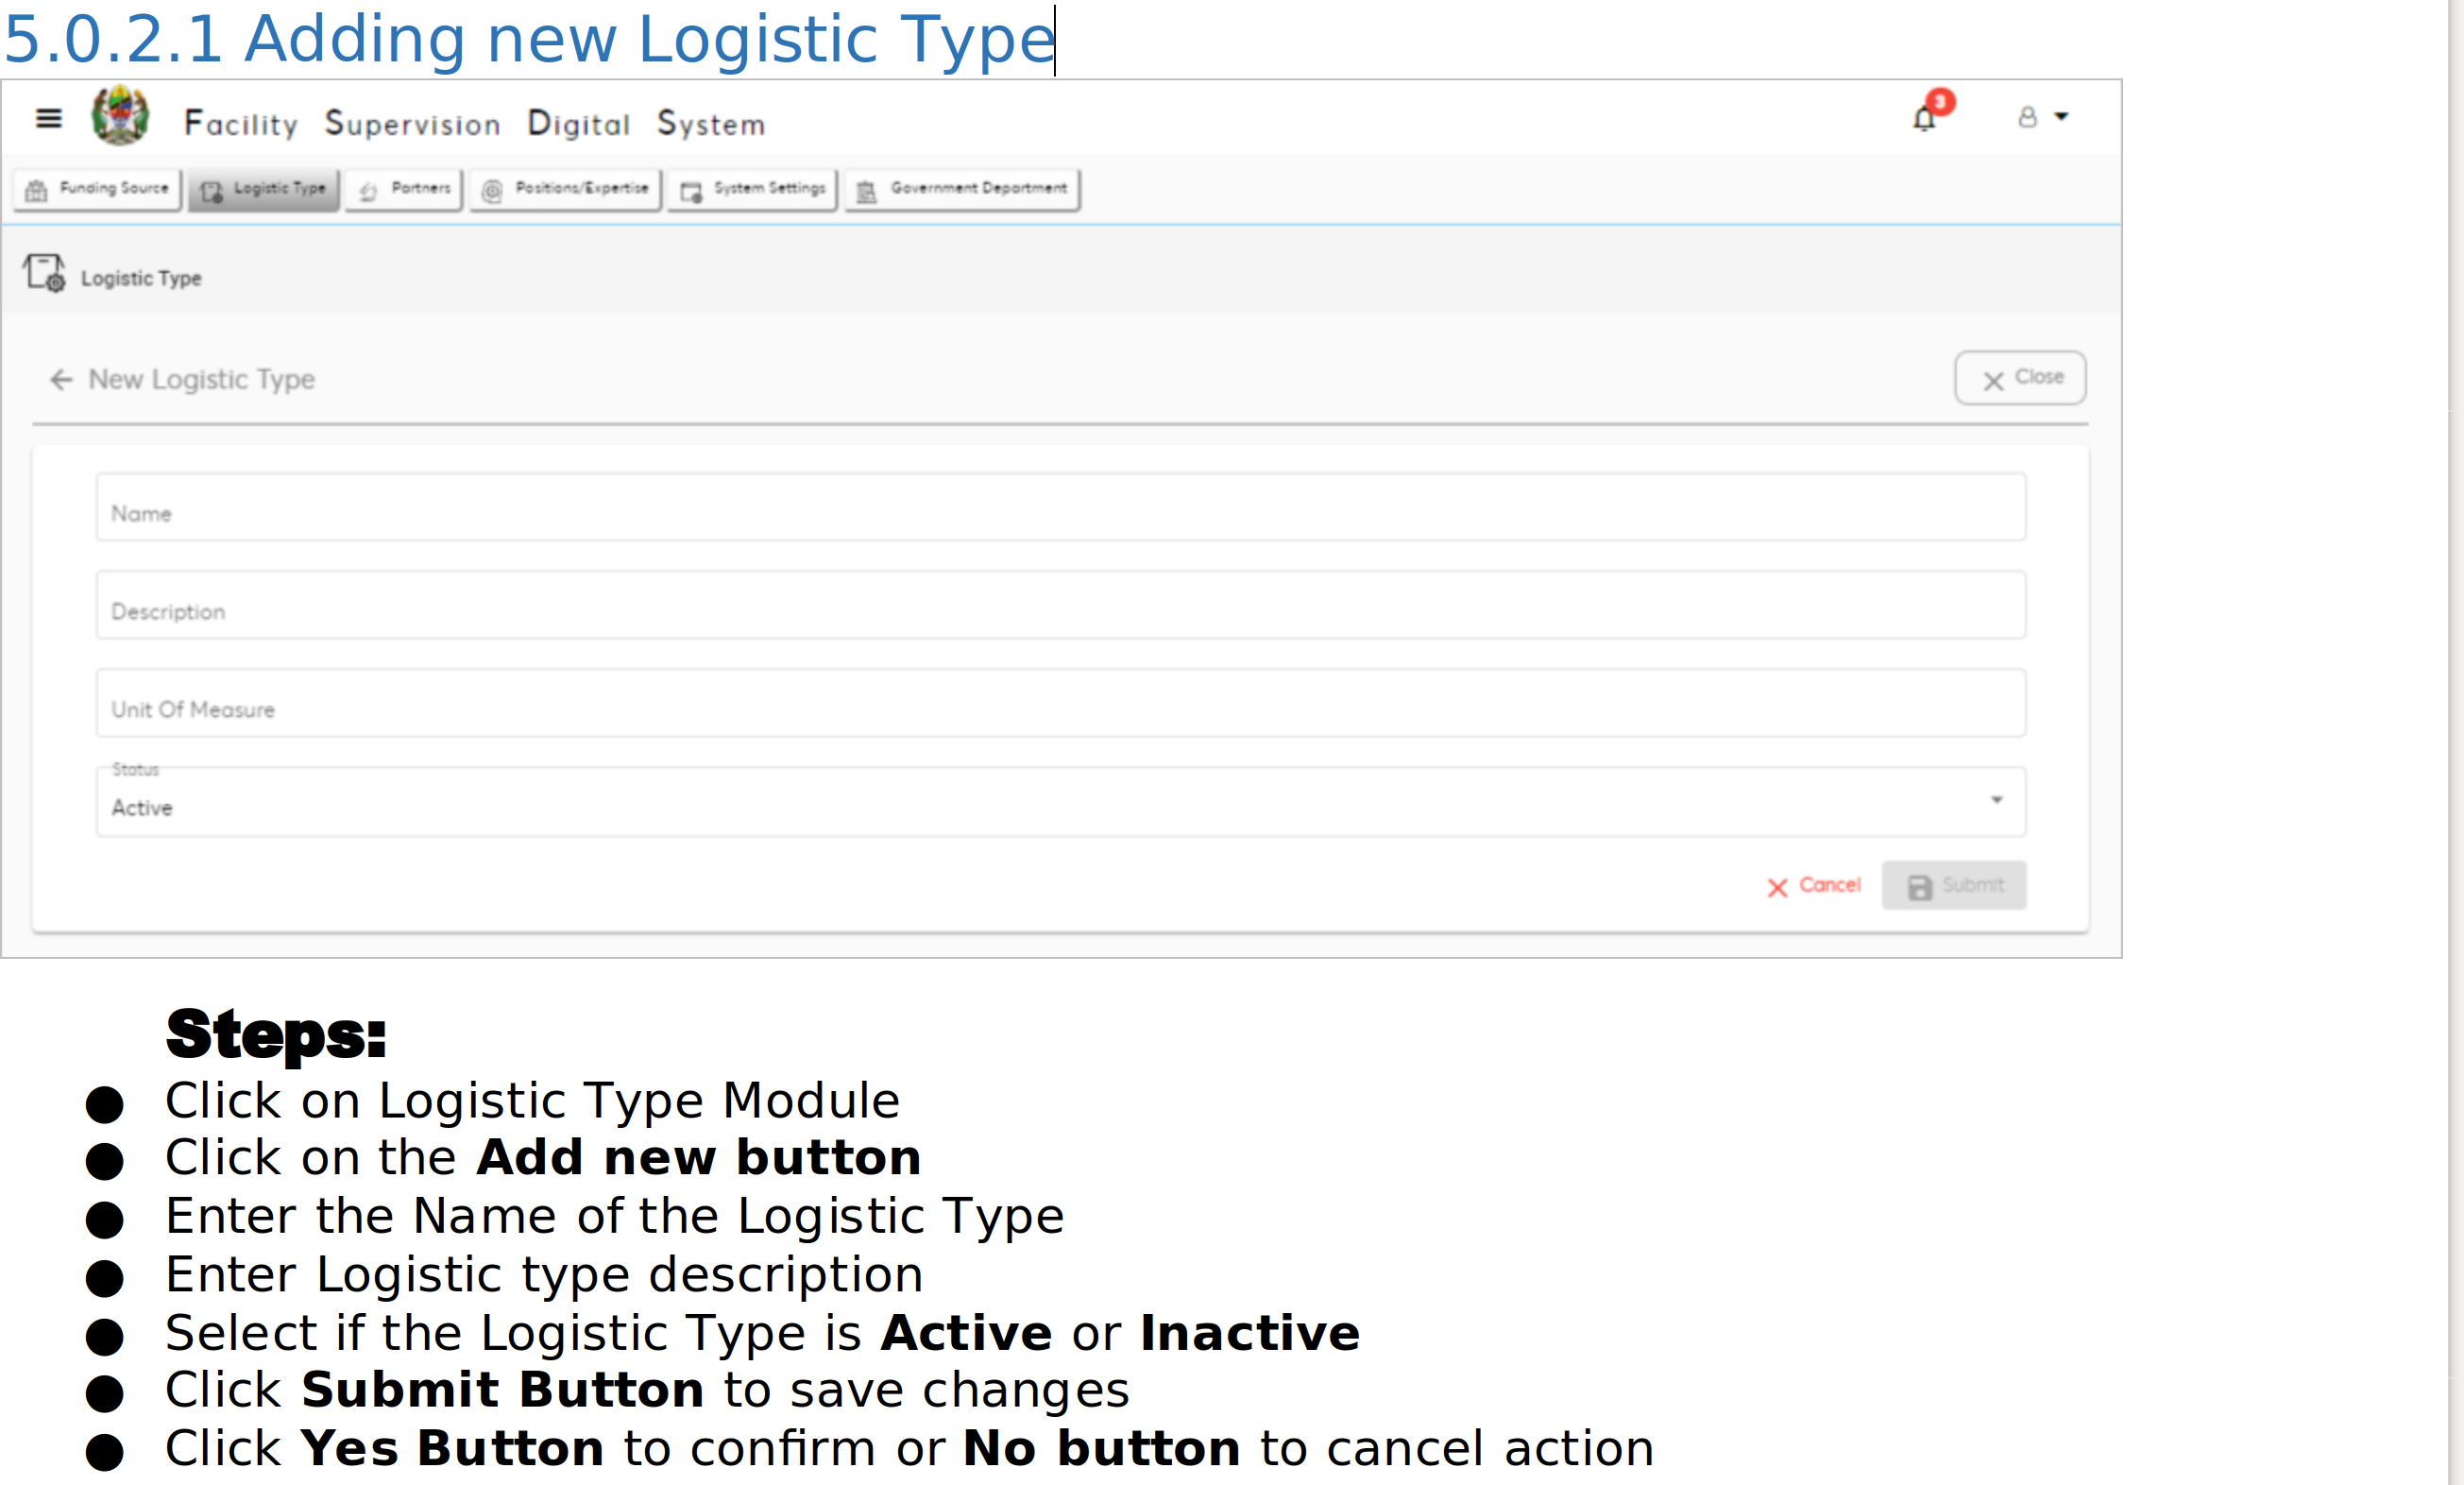 5.0.2.1 Adding new Logistic Type
Facility Supervision Digital System
3
Funding Source Logistic Type Partners Positions/Expertise System Settings Government Department
Logistic Type
New Logistic Type
Close
Name
Description
Unit Of Measure
Status
Active
Cancel Submit
Steps:
● Click on Logistic Type Module
● Click on the Add new button
● Enter the Name of the Logistic Type
● Enter Logistic type description
● Select if the Logistic Type is Active or Inactive
● Click Submit Button to save changes
● Click Yes Button to confirm or No button to cancel action